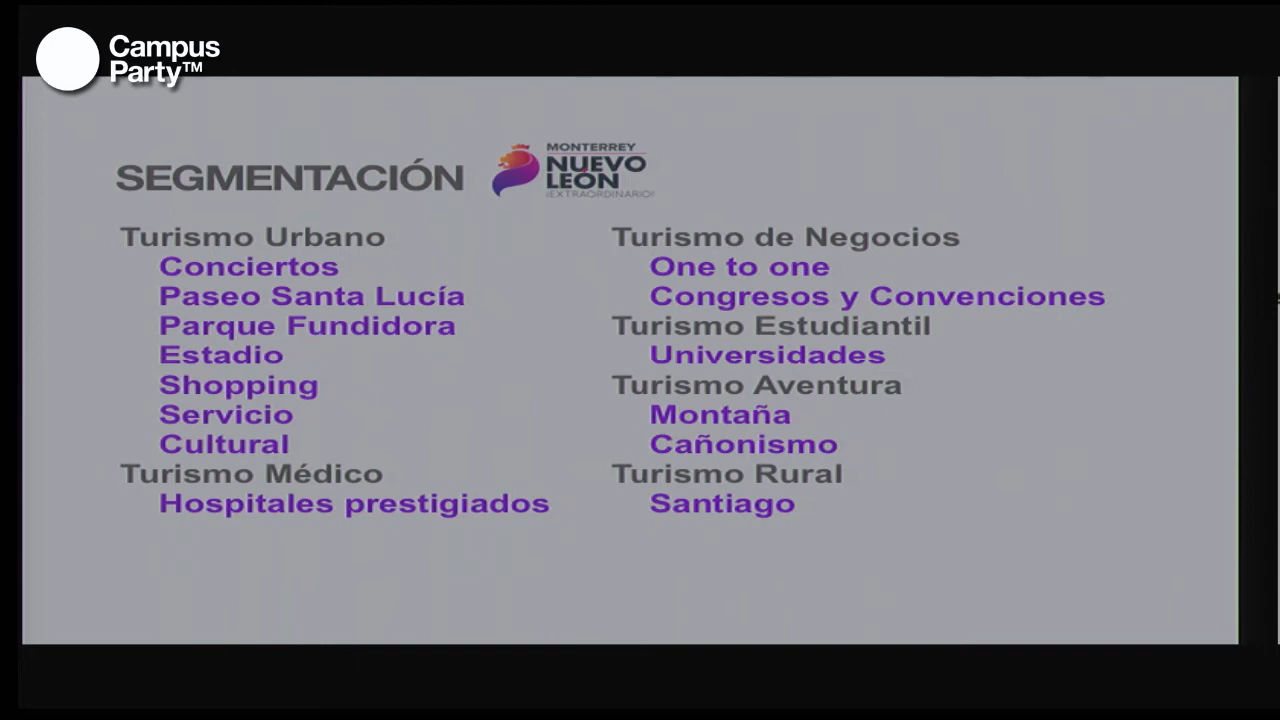 Campus
Party™
SEGMENTACIÓN
MONTERREY
NUEVO
LEÓN
¡EXTRAORDINARIO!
Turismo Urbano
Conciertos
Paseo Santa Lucía
Parque Fundidora
Estadio
Shopping
Servicio
Cultural
Turismo Médico
Hospitales prestigiados
Turismo de Negocios
One to one
Congresos y Convenciones
Turismo Estudiantil
Universidades
Turismo Aventura
Montaña
Cañonismo
Turismo Rural
Santiago